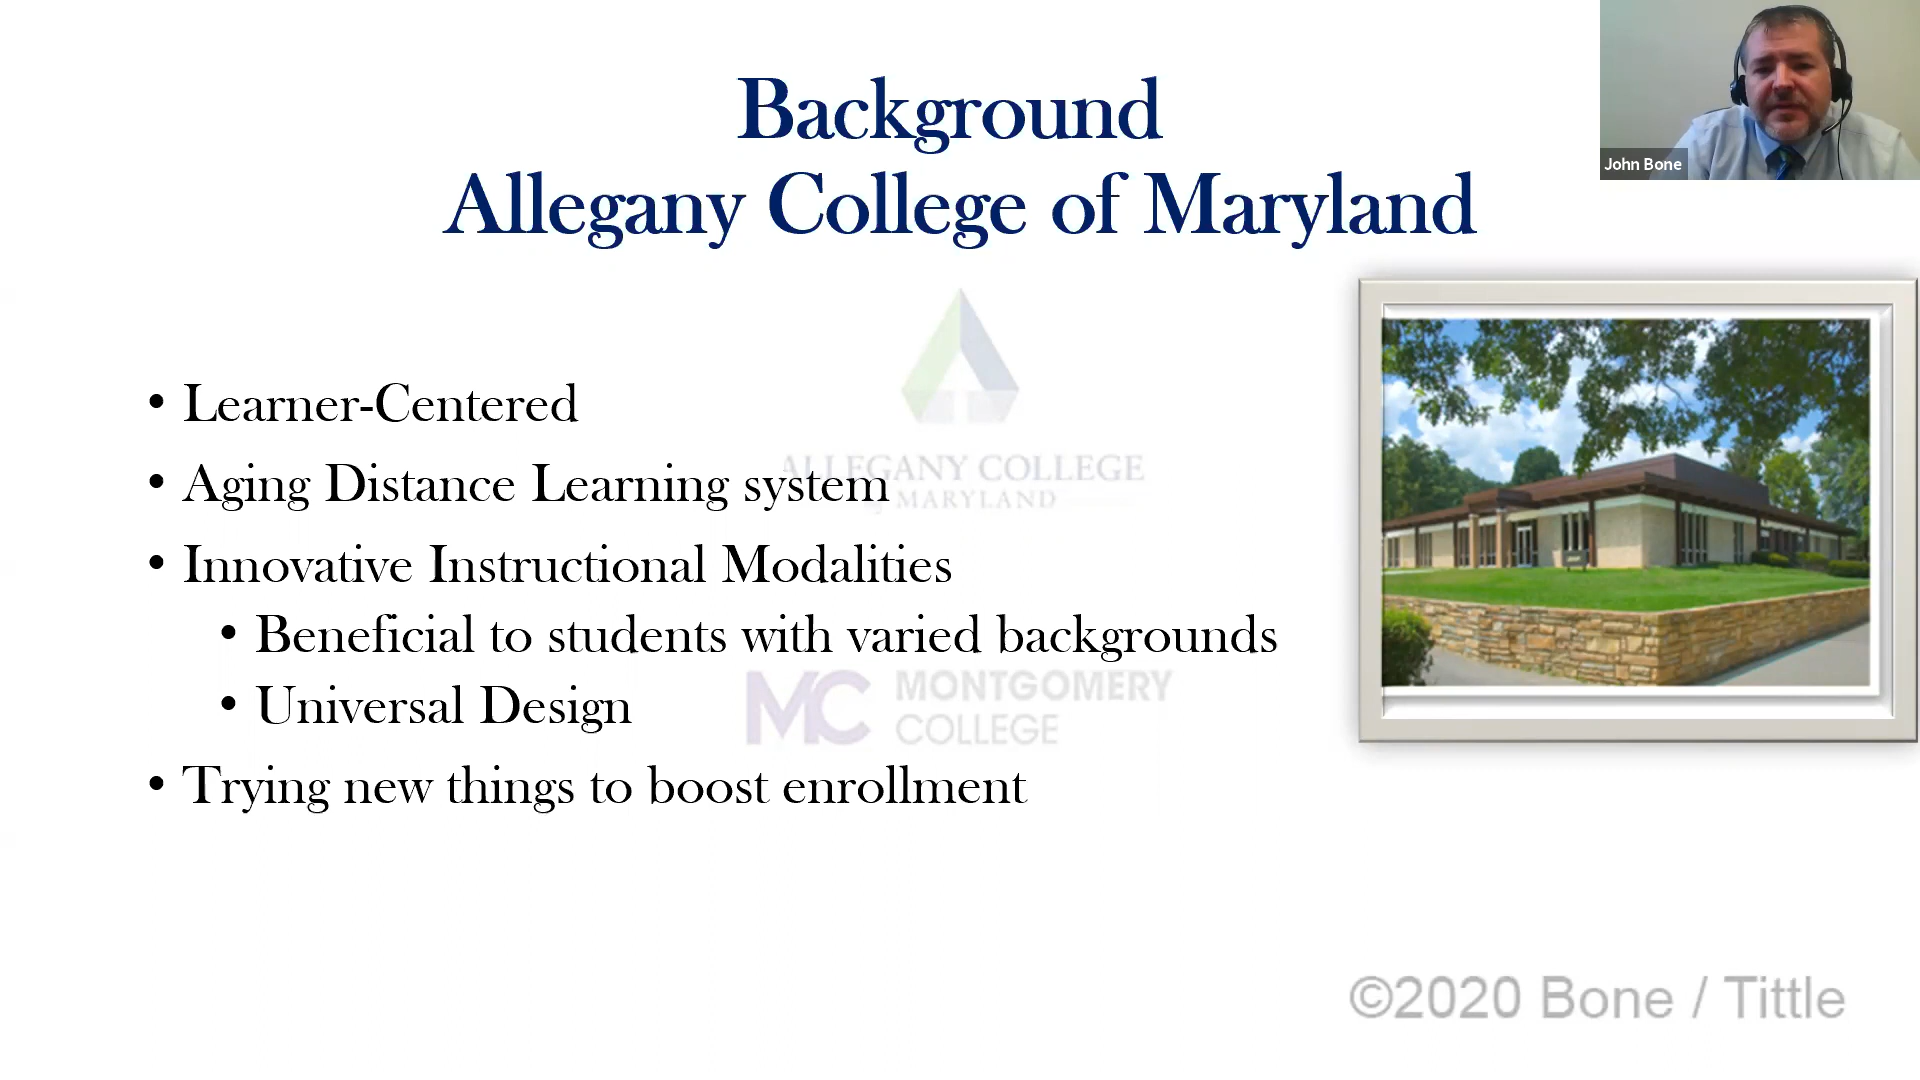 Background
Allegany College of Maryland
John Bone
• Learner-Centered
ALLEGANY COLLEGE
of MARYLAND
• Aging Distance Learning system
• Innovative Instructional Modalities
• Beneficial to students with varied backgrounds
• Universal Design
MC MONTGOMERY
COLLEGE
• Trying new things to boost enrollment
©2020 Bone / Tittle